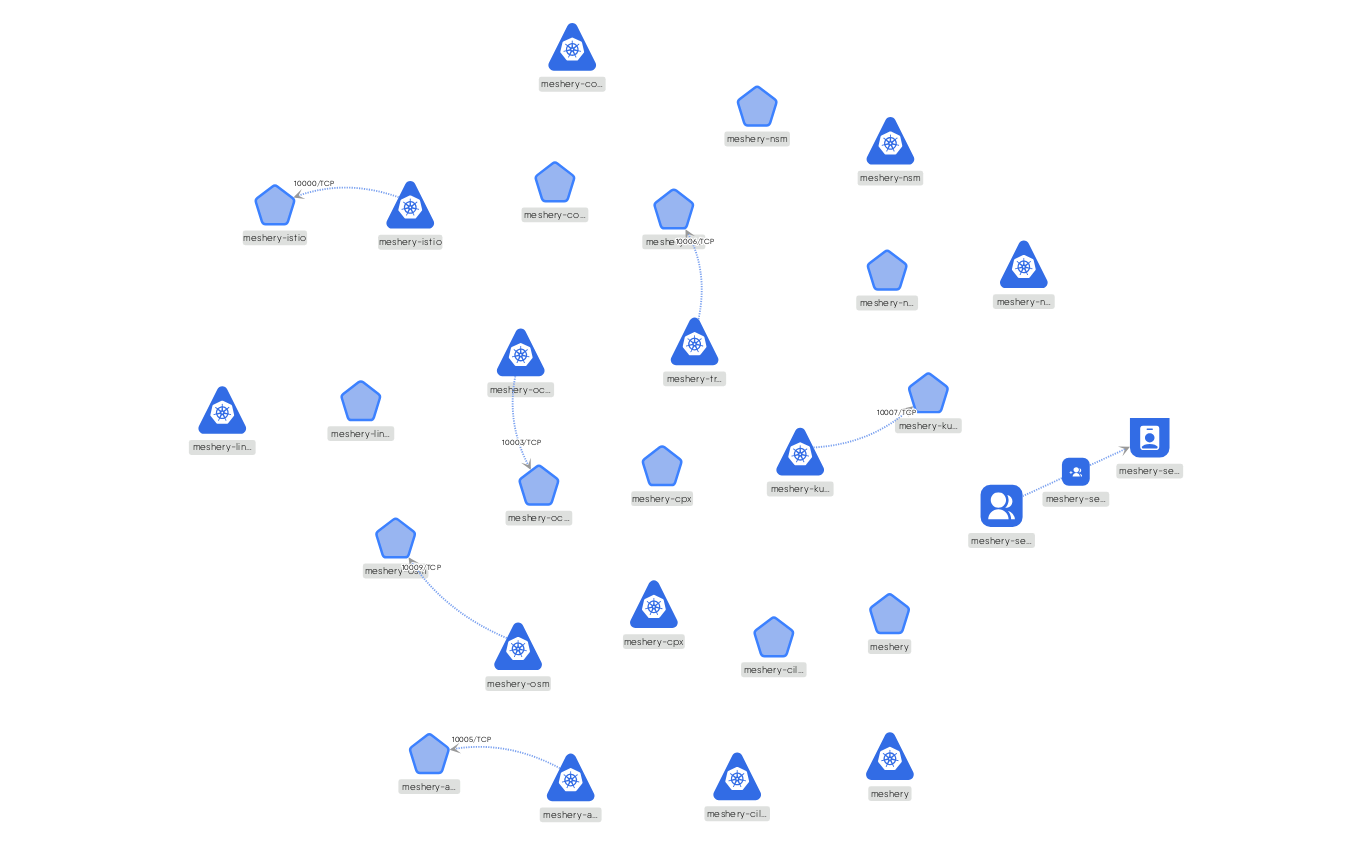 meshery-co...
meshery-nsm
meshery-nsm
10000/TCP
meshery-co...
meshery-istio
meshery-istio
10006/TCP
meshery-n...
meshery-n...
meshery-tr...
meshery-oc...
10007/TCP
meshery-ku...
meshery-lin...
meshery-lin...
10003/TCP
meshery-se...
meshery-ku...
meshery-cpx
meshery-se...
meshery-oc...
meshery-se...
10009/TCP
meshery-cpx
meshery
meshery-cil...
meshery-osm
10005/TCP
meshery-a...
meshery
meshery-cil...
meshery-a...